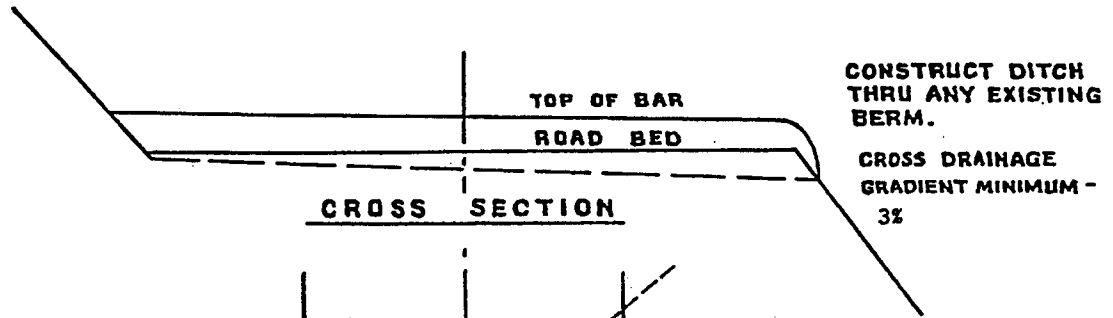 TOP OF BAR
ROAD BED
CROSS SECTION
CONSTRUCT DITCH
THRU ANY EXISTING
BERM.
CROSS DRAINAGE
GRADIENT MINIMUM -
3%